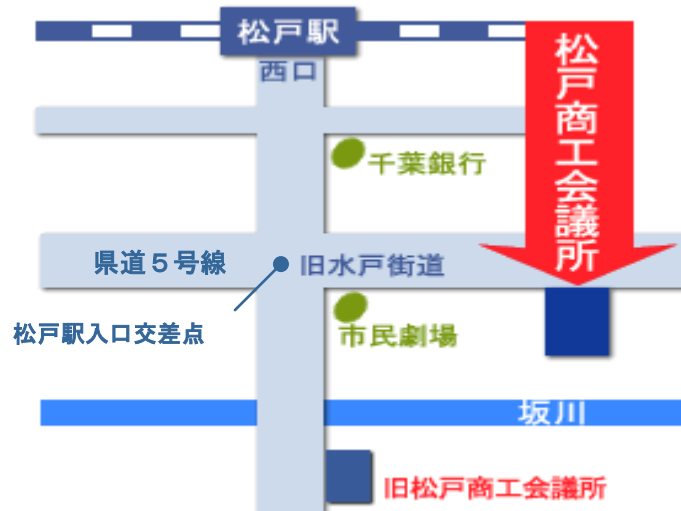 松戸駅
西口
松戸商工会議所
千葉銀行
県道５号線
旧水戸街道
松戸駅入口交差点
市民劇場
坂川
旧松戸商工会議所